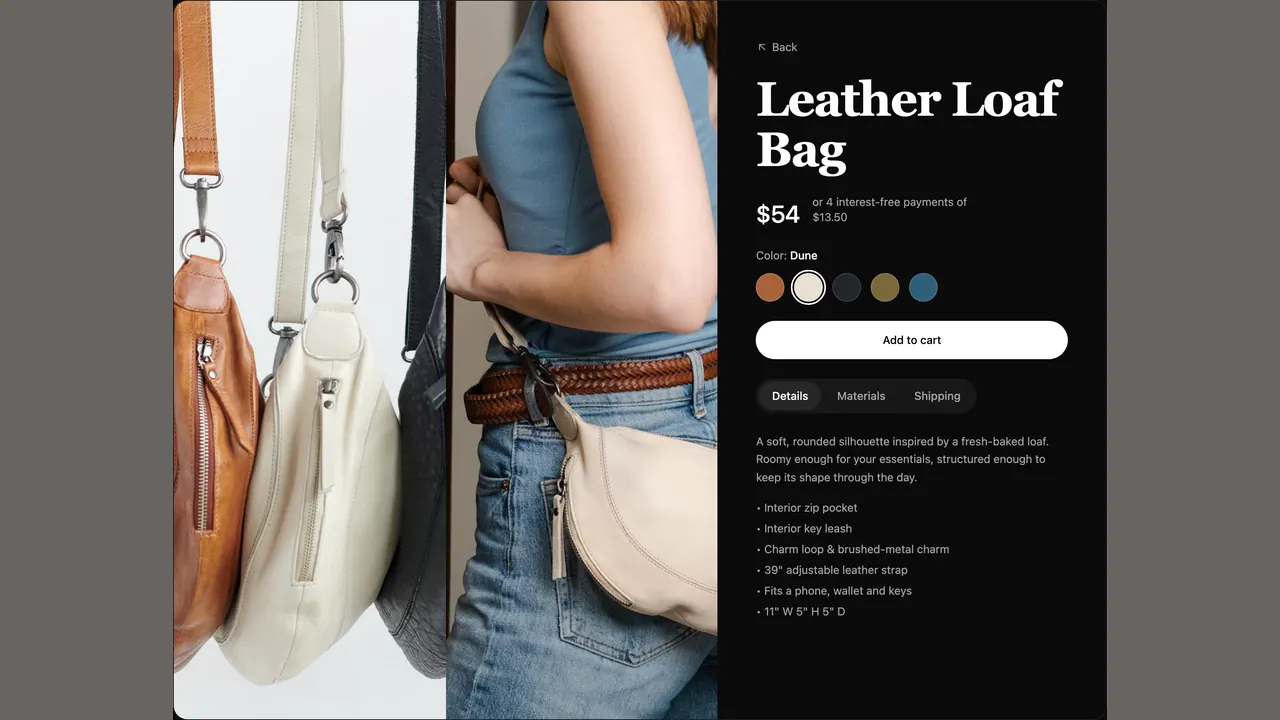 Back
Leather Loaf
Bag
$54
or 4 interest-free payments of
$13.50
Color: Dune
Add to cart
Details Materials Shipping
A soft, rounded silhouette inspired by a fresh-baked loaf.
Roomy enough for your essentials, structured enough to
keep its shape through the day.
• Interior zip pocket
• Interior key leash
• Charm loop & brushed-metal charm
• 39" adjustable leather strap
• Fits a phone, wallet and keys
• 11" W 5" H 5" D